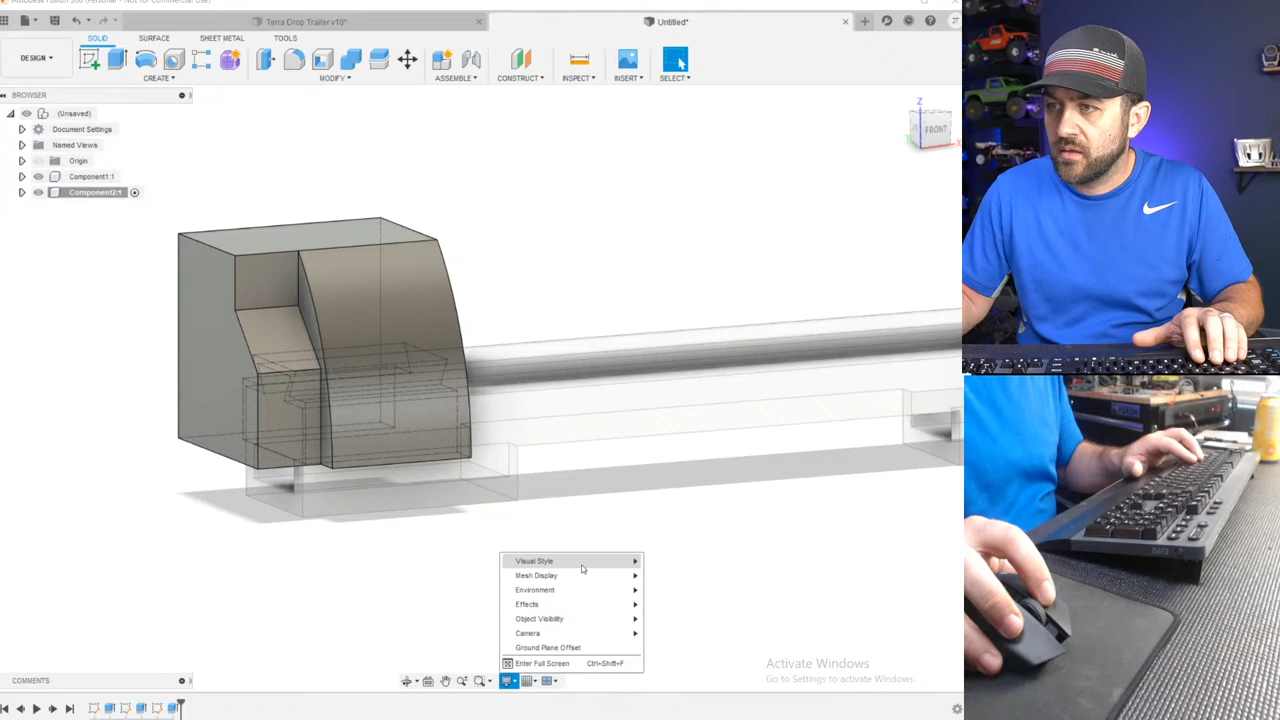 Autodesk Fusion 360 (Personal - Not for Commercial Use)
Terra Drop Trailer v10*
Untitled*
JT
DESIGN
SOLID
SURFACE
SHEET METAL
TOOLS
CREATE
MODIFY
ASSEMBLE
CONSTRUCT
INSPECT
INSERT
SELECT
BROWSER
(Unsaved)
Document Settings
Named Views
Origin
Component1:1
Component2:1
Z
FRONT
X
Visual Style
Mesh Display
Environment
Effects
Object Visibility
Camera
Ground Plane Offset
Enter Full Screen Ctrl+Shift+F
Activate Windows
Go to Settings to activate Windows.
COMMENTS